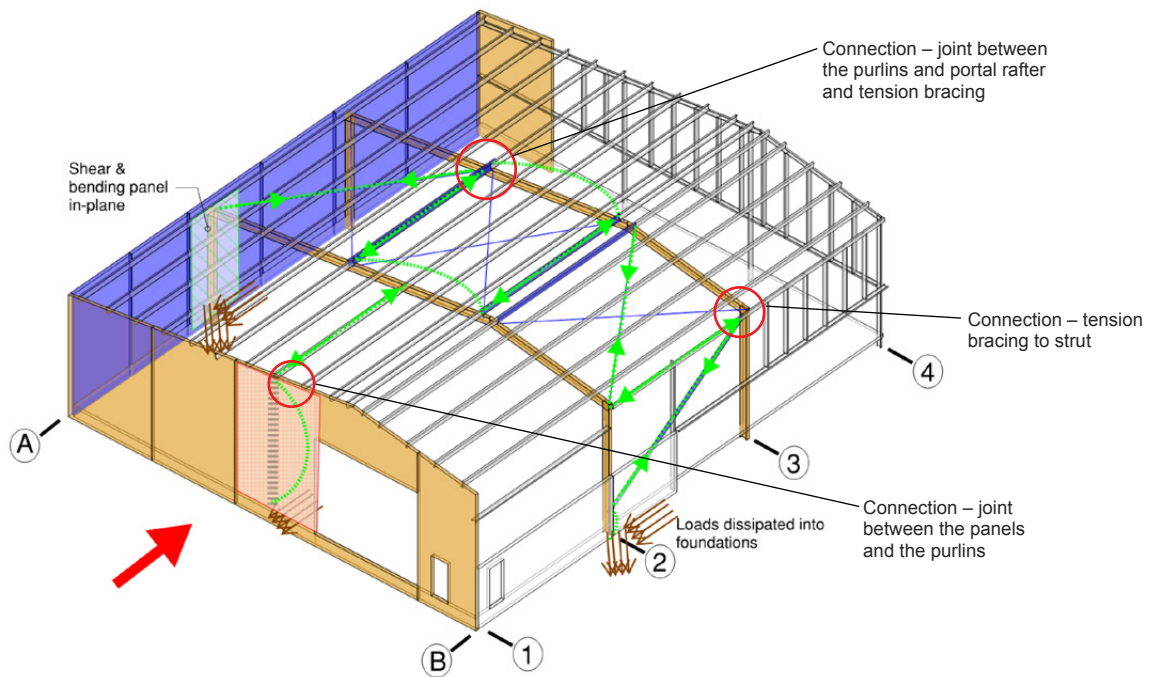 Connection – joint between
the purlins and portal rafter
and tension bracing
Shear &
bending panel
in-plane
Connection – tension
bracing to strut
4
A
3
Connection – joint
between the panels
and the purlins
Loads dissipated into
foundations
2
B
1